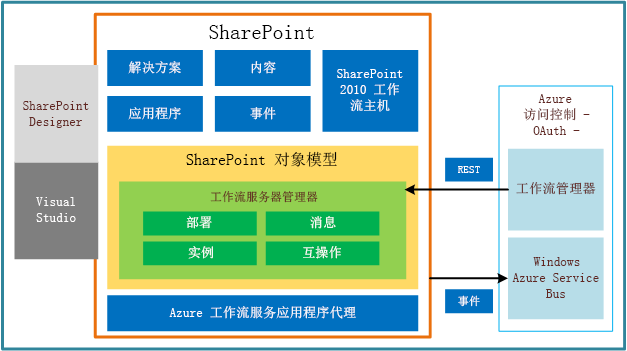 SharePoint
解决方案
内容
SharePoint
2010 工作
流主机
应用程序
事件
SharePoint
Designer
Visual
Studio
SharePoint 对象模型
工作流服务器管理器
部署
消息
实例
互操作
Azure 工作流服务应用程序代理
REST
事件
Azure
访问控制 -
OAuth -
工作流管理器
Windows
Azure Service
Bus